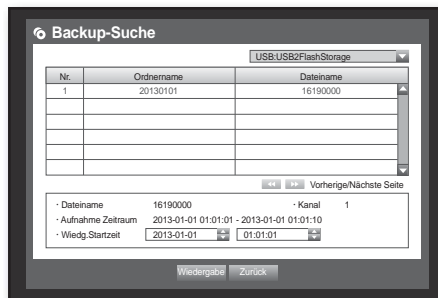 Backup-Suche
USB:USB2FlashStorage
Nr. Ordnername Dateiname
1 20130101 16190000
Vorherige/Nächste Seite
· Dateiname 16190000 · Kanal 1
· Aufnahme Zeitraum 2013-01-01 01:01:01 - 2013-01-01 01:01:10
· Wiedg.Startzeit 2013-01-01 01:01:01
Wiedergabe Zurück